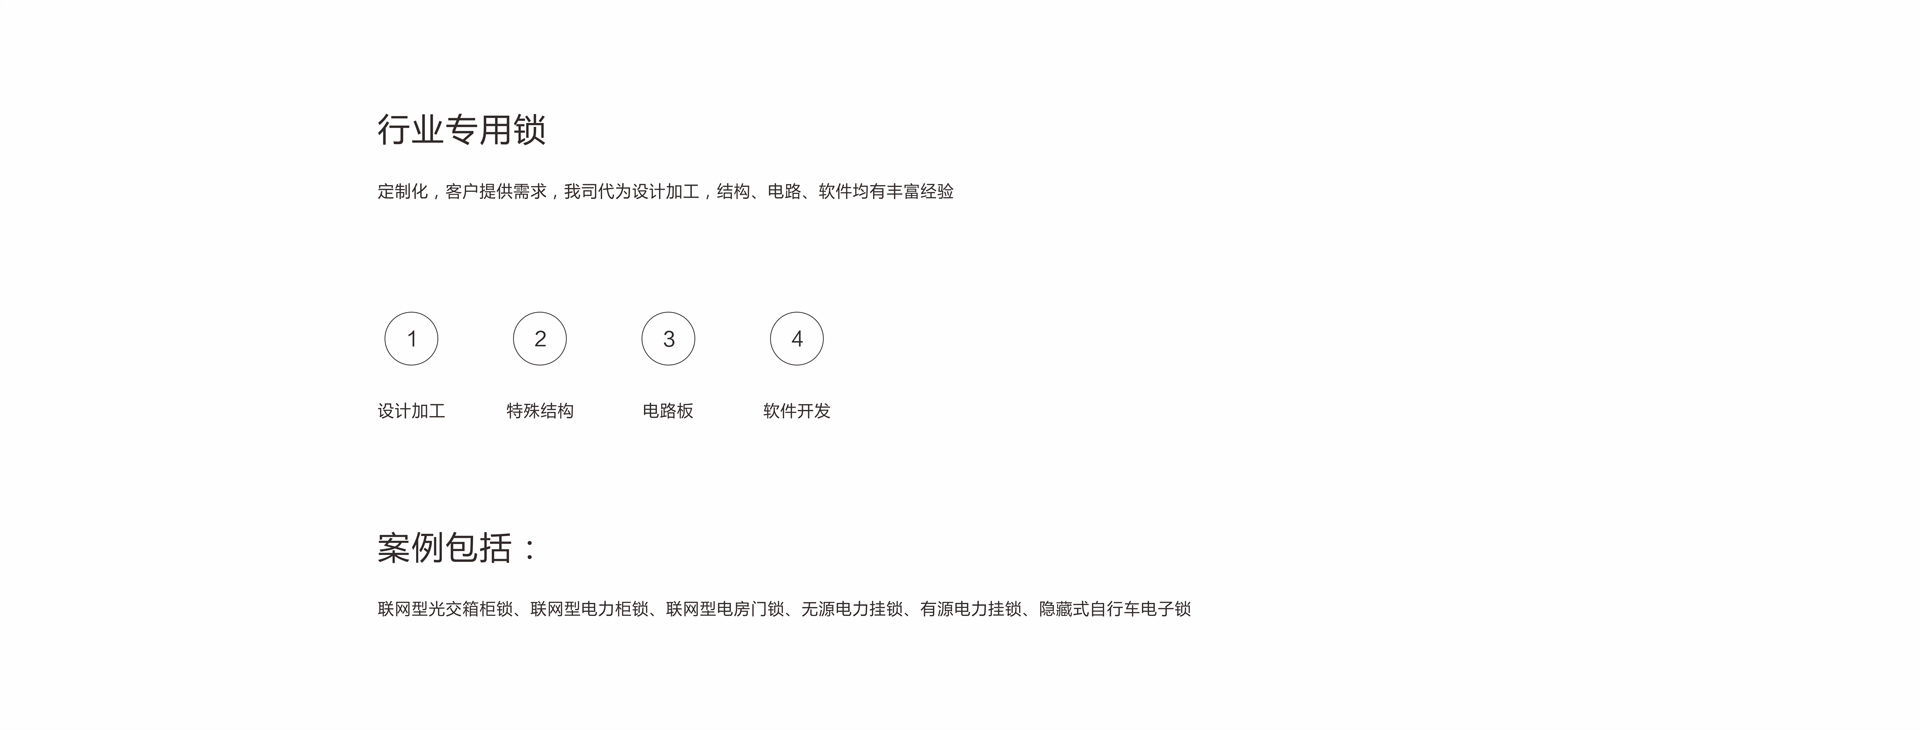 行业专用锁
定制化，客户提供需求，我司代为设计加工，结构、电路、软件均有丰富经验
1 2 3 4
设计加工 特殊结构 电路板 软件开发
案例包括：
联网型光交箱柜锁、联网型电力柜锁、联网型电房门锁、无源电力挂锁、有源电力挂锁、隐藏式自行车电子锁